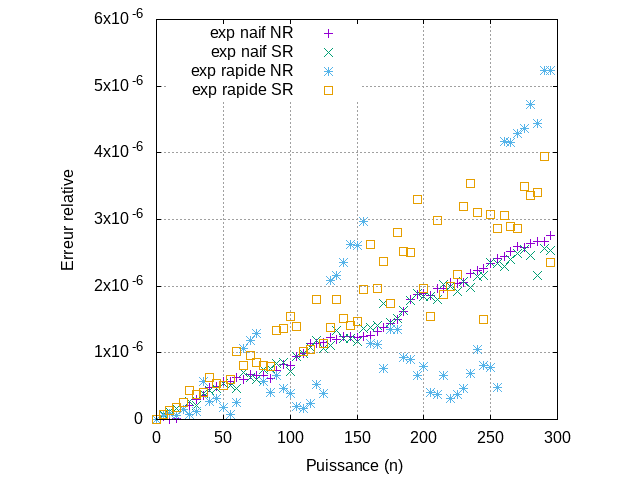 6x10^-6
5x10^-6
4x10^-6
3x10^-6
2x10^-6
1x10^-6
0
Erreur relative
exp naif NR
exp naif SR
exp rapide NR
exp rapide SR
0 50 100 150 200 250 300
Puissance (n)